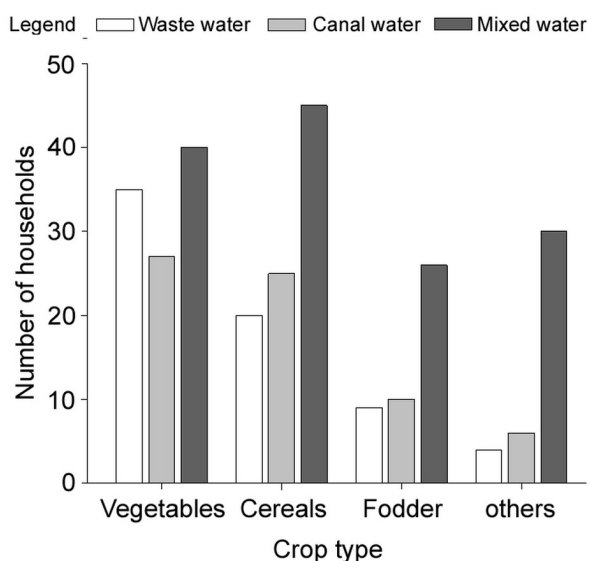 Legend Waste water Canal water Mixed water
50
40
30
20
10
0
Number of households
Vegetables Cereals Fodder others
Crop type